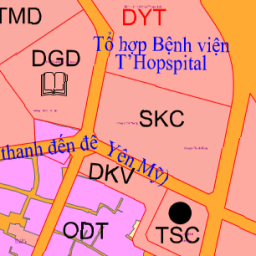 TMD
DYT
Tổ hợp Bệnh viện
T'Hopspital
DGD
SKC
thanh đến đê Yên Mỹ)
DKV
ODT
TSC